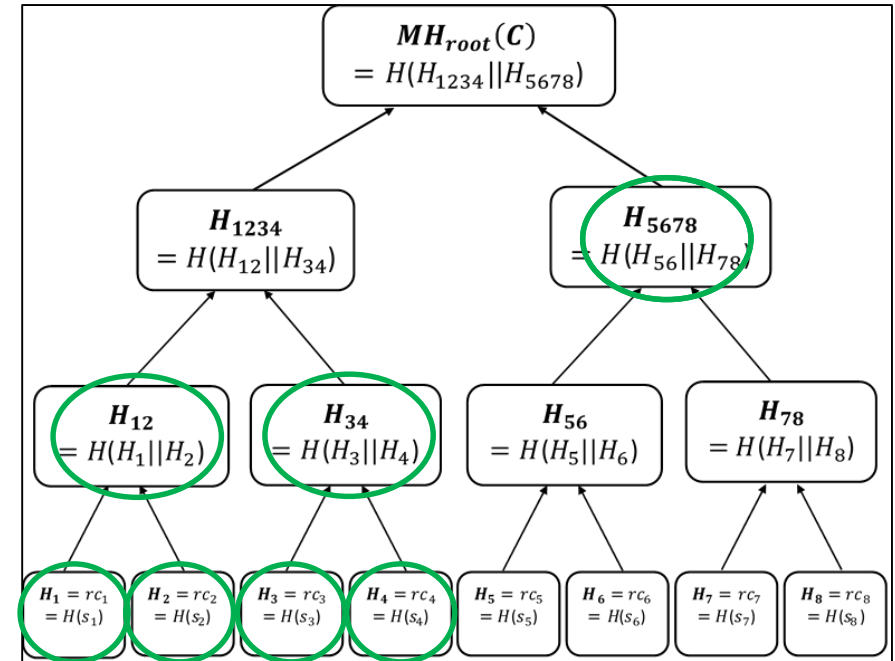 MH_root(C)
= H(H_1234||H_5678)
H_1234
= H(H_12||H_34)
H_5678
= H(H_56||H_78)
H_12
= H(H_1||H_2)
H_34
= H(H_3||H_4)
H_56
= H(H_5||H_6)
H_78
= H(H_7||H_8)
H_1 = rc_1
= H(s_1)
H_2 = rc_2
= H(s_2)
H_3 = rc_3
= H(s_3)
H_4 = rc_4
= H(s_4)
H_5 = rc_5
= H(s_5)
H_6 = rc_6
= H(s_6)
H_7 = rc_7
= H(s_7)
H_8 = rc_8
= H(s_8)